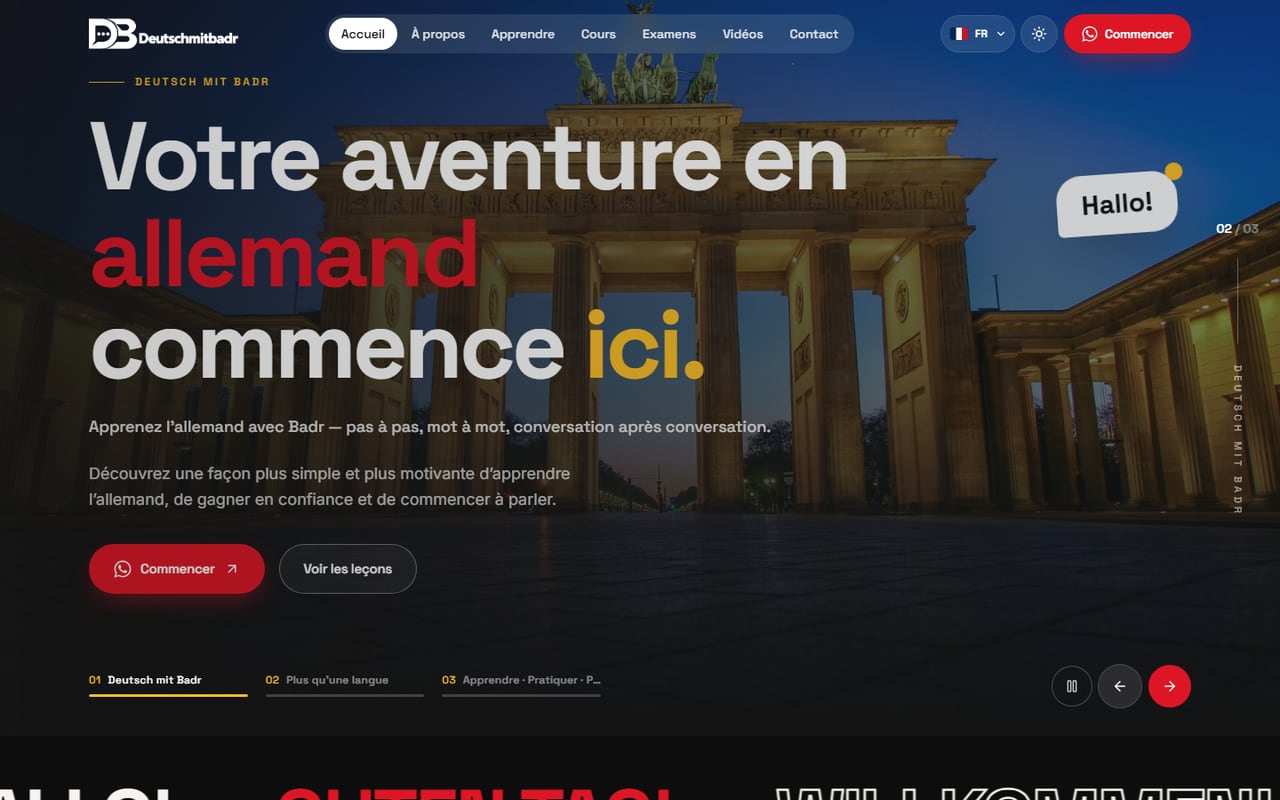 DB Deutschmitbadr
Accueil À propos Apprendre Cours Examens Vidéos Contact
FR
Commencer
DEUTSCH MIT BADR
Votre aventure en
allemand
commence ici.
Hallo!
02 / 03
DEUTSCH MIT BADR
Apprenez l'allemand avec Badr — pas à pas, mot à mot, conversation après conversation.
Découvrez une façon plus simple et plus motivante d'apprendre
l'allemand, de gagner en confiance et de commencer à parler.
Commencer
Voir les leçons
01 Deutsch mit Badr
02 Plus qu'une langue
03 Apprendre · Pratiquer · P…
GUTEN TAG!